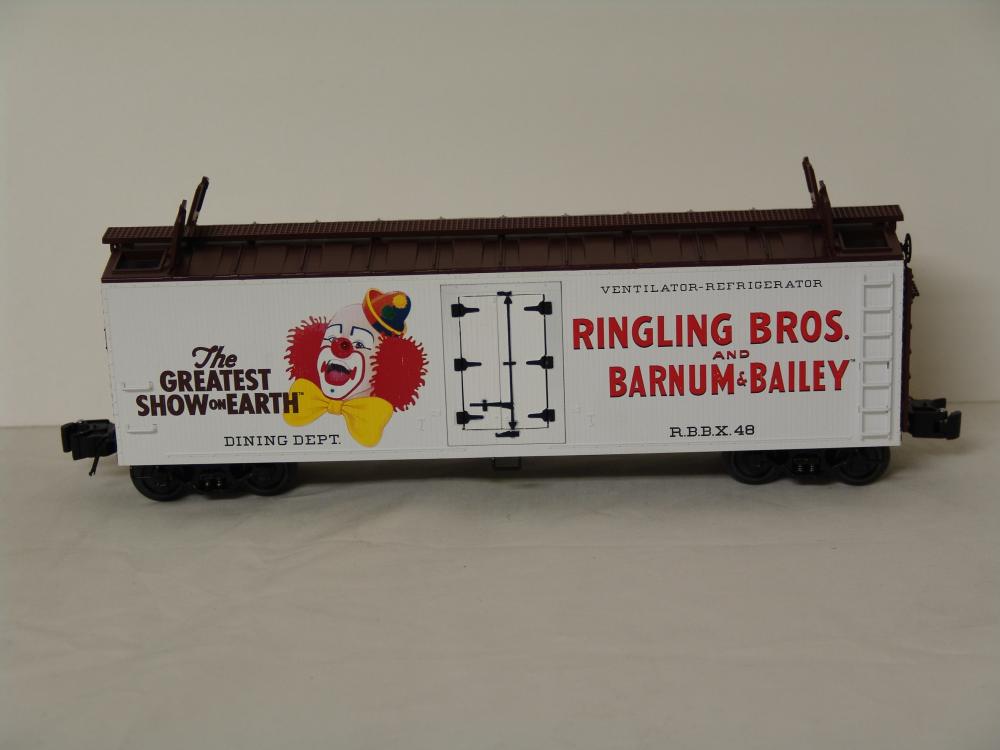 The
GREATEST
SHOW ON EARTH™
DINING DEPT.
VENTILATOR-REFRIGERATOR
RINGLING BROS.
AND
BARNUM & BAILEY™
R.B.B.X. 48